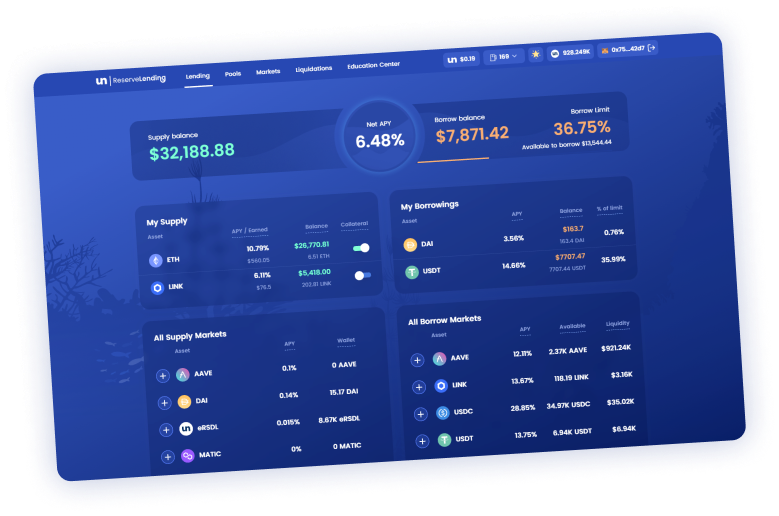 un | ReserveLending
Lending Pools Markets Liquidations Education Center
un $0.19 169 928.249K 0x75...42d7
Supply balance
$32,188.88
Net APY
6.48%
Borrow balance
$7,871.42
Borrow Limit
36.75%
Available to borrow $13,544.44
My Supply
Asset APY / Earned Balance Collateral
ETH 10.79% $26,770.81
$560.05 6.51 ETH
LINK 6.11% $5,418.00
$76.5 202.81 LINK
My Borrowings
Asset APY Balance % of limit
DAI 3.56% $163.7 0.76%
163.4 DAI
USDT 14.66% $7707.47 35.99%
7707.44 USDT
All Supply Markets
Asset APY Wallet
AAVE 0.1% 0 AAVE
DAI 0.14% 15.17 DAI
un eRSDL 0.015% 8.67K eRSDL
MATIC 0% 0 MATIC
All Borrow Markets
Asset APY Available Liquidity
AAVE 12.11% 2.37K AAVE $921.24K
LINK 13.67% 118.19 LINK $3.16K
USDC 28.85% 34.97K USDC $35.02K
USDT 13.75% 6.94K USDT $6.94K